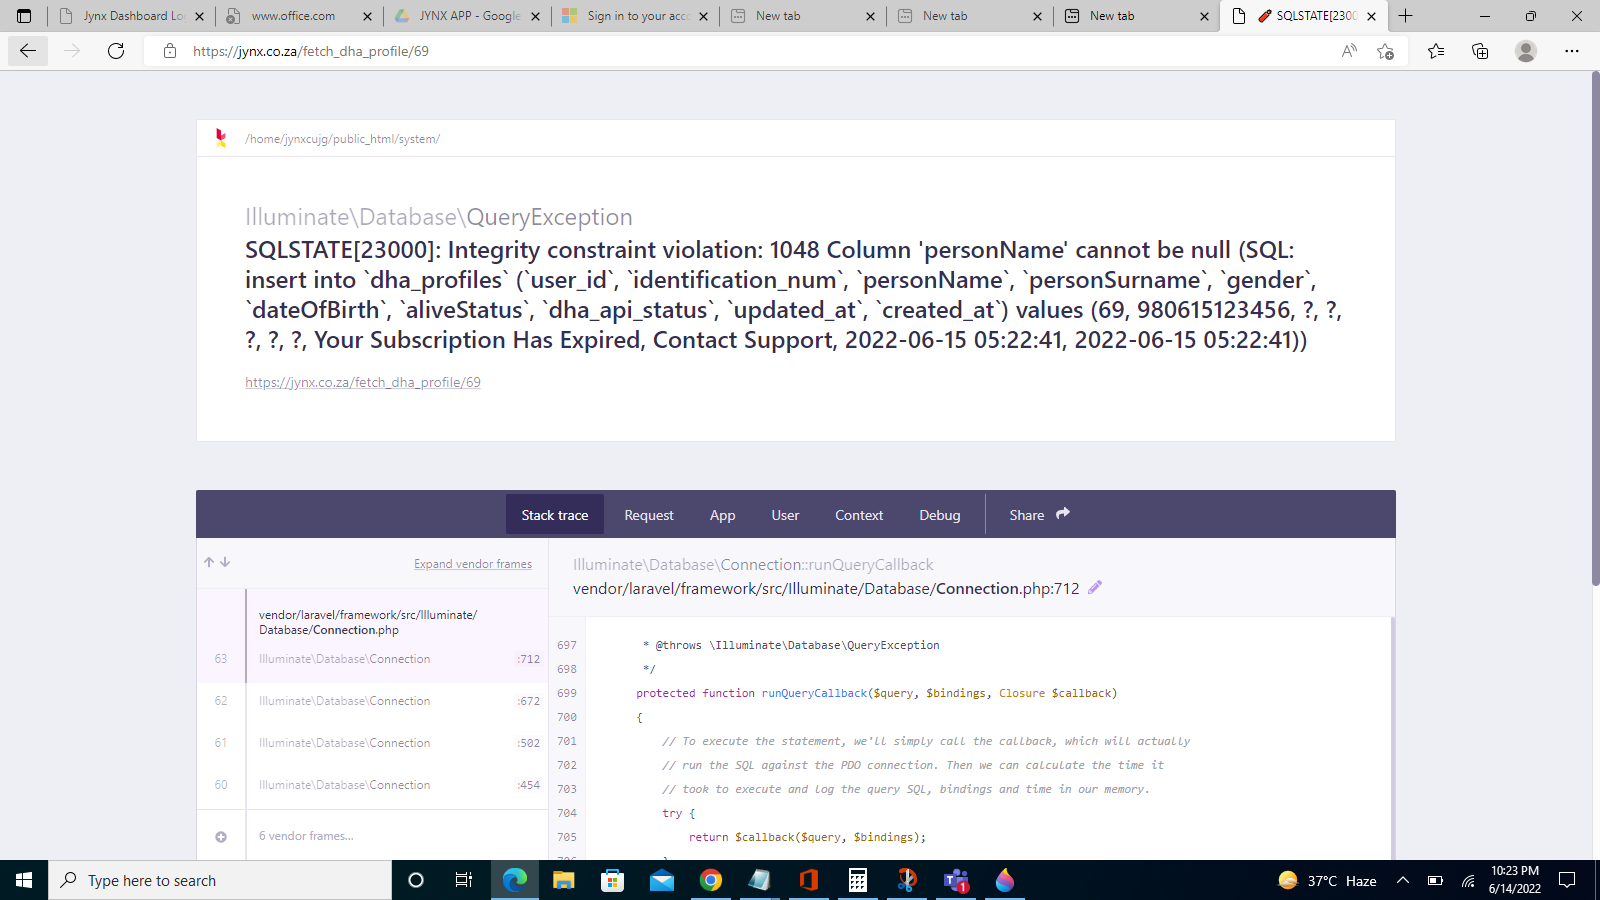 Jynx Dashboard Lo
www.office.com
JYNX APP - Google
Sign in to your acc
New tab
New tab
New tab
SQLSTATE[2300
https://jynx.co.za/fetch_dha_profile/69
/home/jynxcujg/public_html/system/
Illuminate\Database\QueryException
SQLSTATE[23000]: Integrity constraint violation: 1048 Column 'personName' cannot be null (SQL:
insert into `dha_profiles` (`user_id`, `identification_num`, `personName`, `personSurname`, `gender`,
`dateOfBirth`, `aliveStatus`, `dha_api_status`, `updated_at`, `created_at`) values (69, 980615123456, ?, ?,
?, ?, ?, Your Subscription Has Expired, Contact Support, 2022-06-15 05:22:41, 2022-06-15 05:22:41))
https://jynx.co.za/fetch_dha_profile/69
Stack trace
Request
App
User
Context
Debug
Share
Expand vendor frames
vendor/laravel/framework/src/Illuminate/
Database/Connection.php
63 Illuminate\Database\Connection :712
62 Illuminate\Database\Connection :672
61 Illuminate\Database\Connection :502
60 Illuminate\Database\Connection :454
6 vendor frames...
Illuminate\Database\Connection::runQueryCallback
vendor/laravel/framework/src/Illuminate/Database/Connection.php:712
697 * @throws \Illuminate\Database\QueryException
698 */
699 protected function runQueryCallback($query, $bindings, Closure $callback)
700 {
701 // To execute the statement, we'll simply call the callback, which will actually
702 // run the SQL against the PDO connection. Then we can calculate the time it
703 // took to execute and log the query SQL, bindings and time in our memory.
704 try {
705 return $callback($query, $bindings);
Type here to search
1
37°C Haze
10:23 PM
6/14/2022